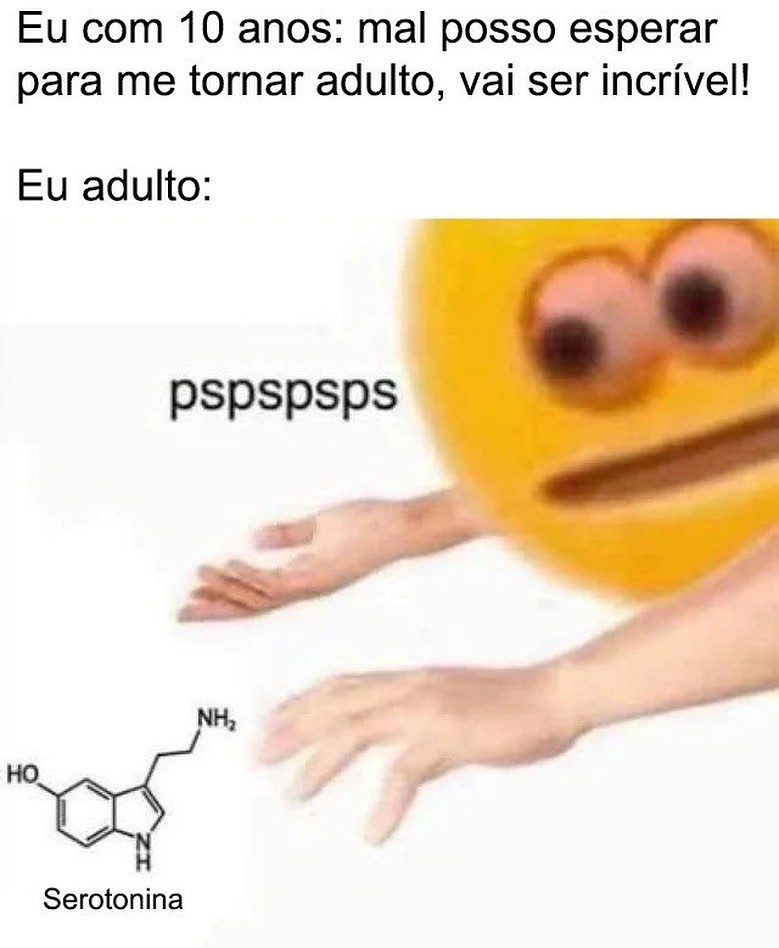 Eu com 10 anos: mal posso esperar
para me tornar adulto, vai ser incrível!
Eu adulto:
pspspsps
NH₂
HO
N
H
Serotonina